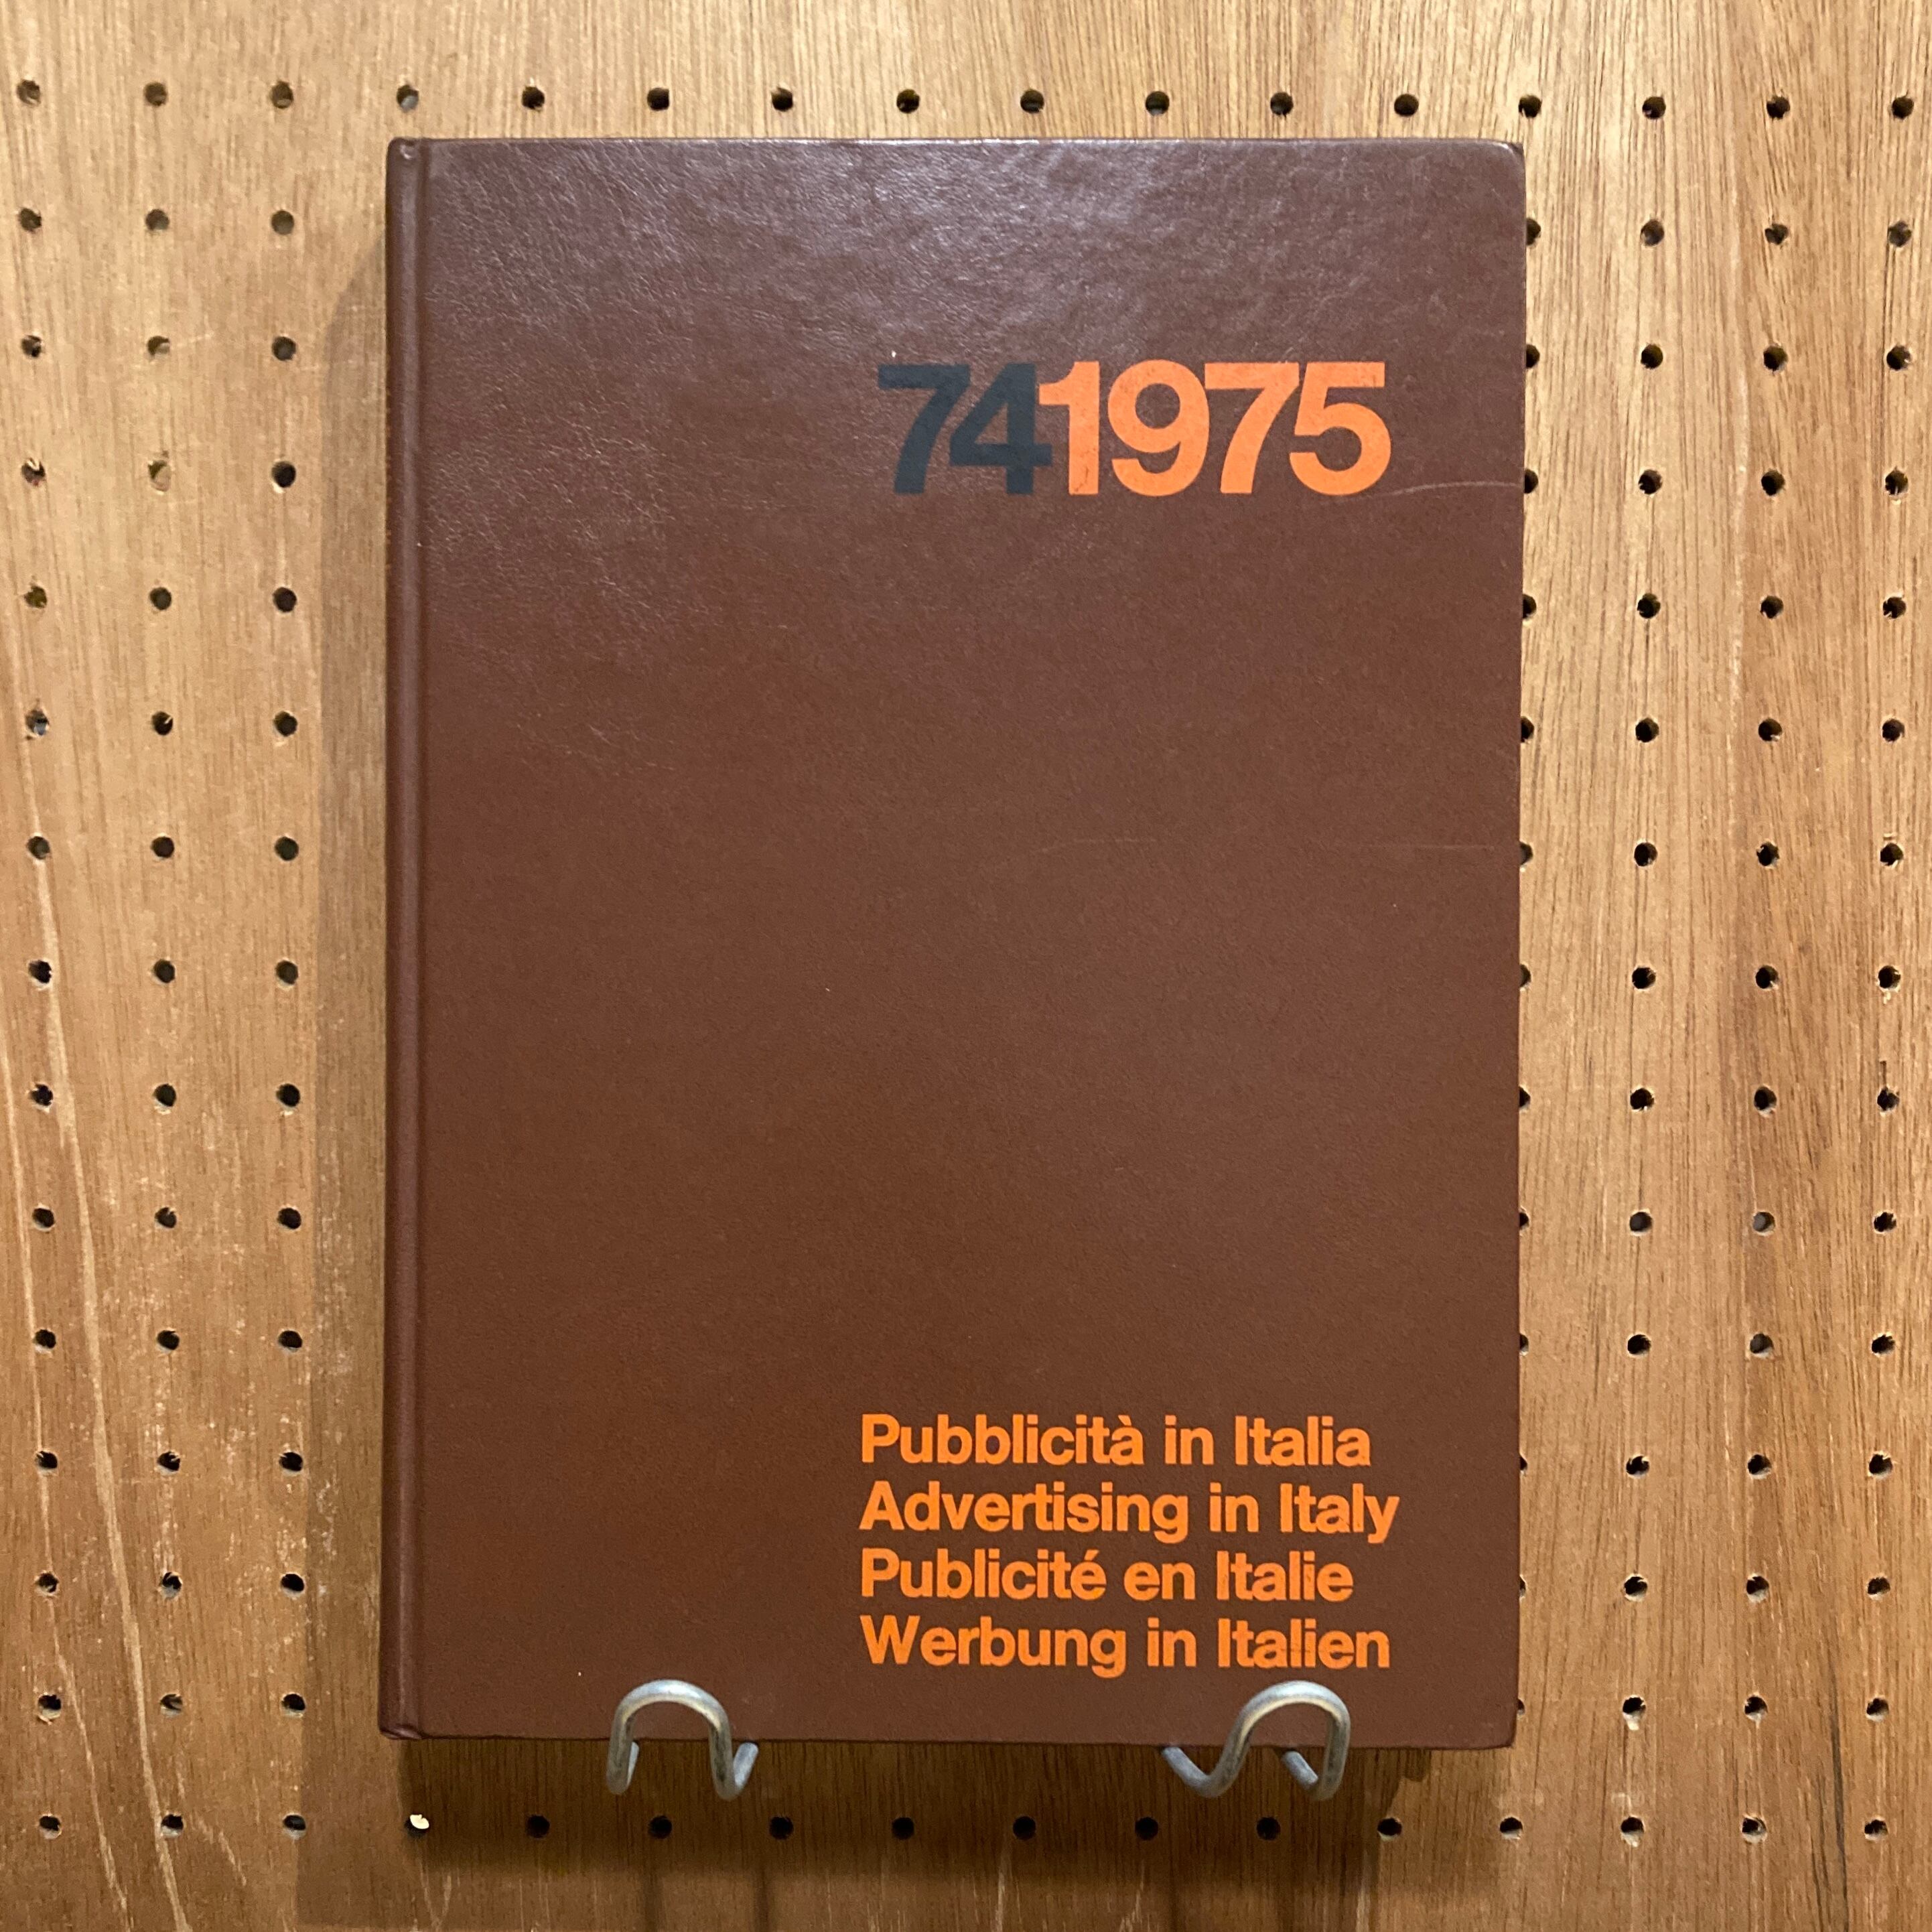 741975
Pubblicità in Italia
Advertising in Italy
Publicité en Italie
Werbung in Italien